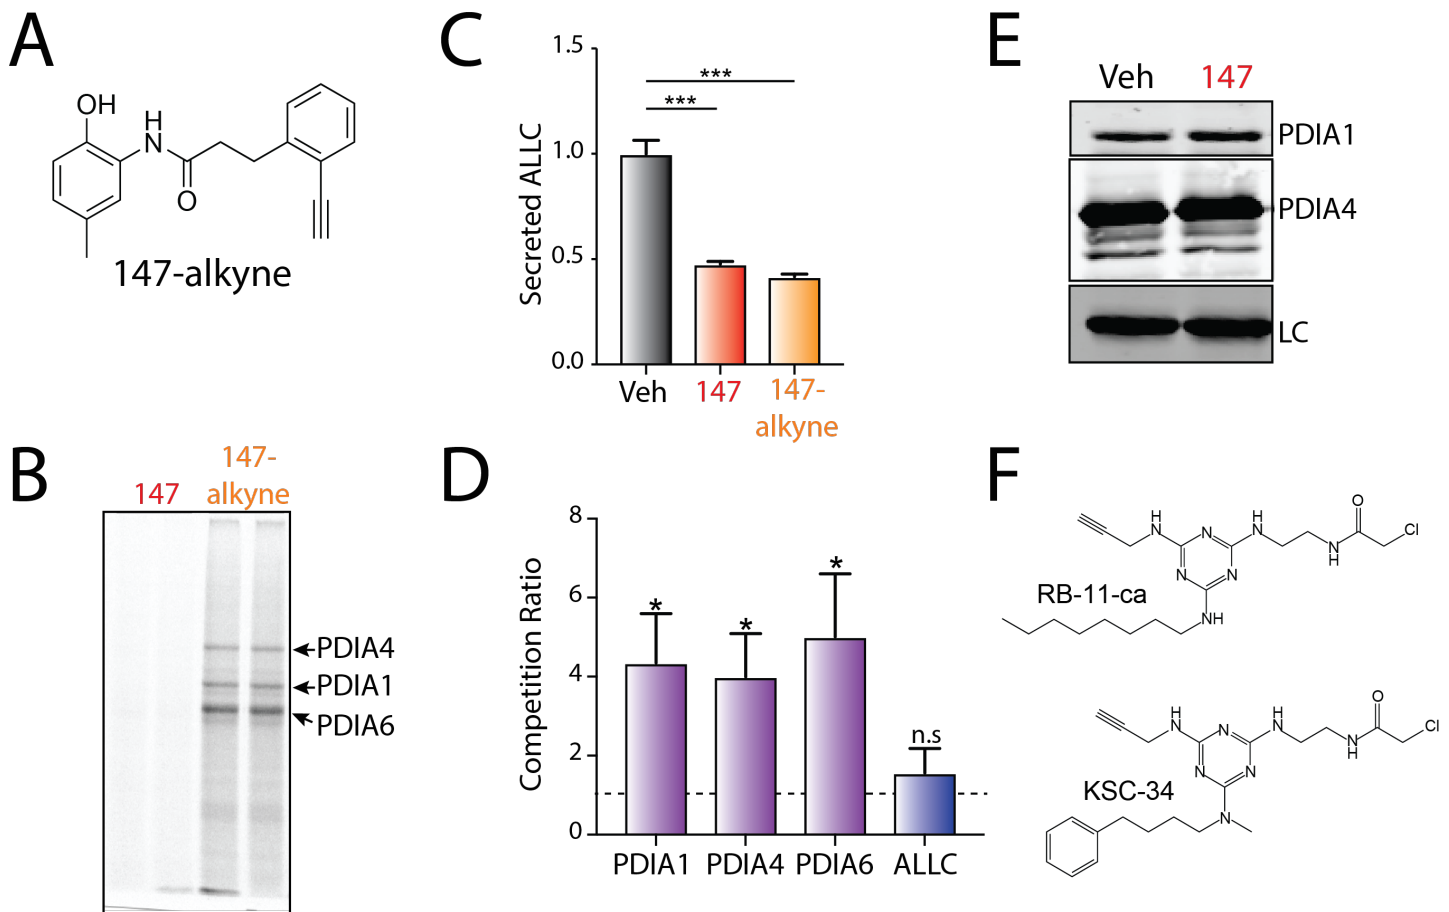 A
OH
H
N
O
147-alkyne
B
147
147-
alkyne
PDIA4
PDIA1
PDIA6
C
Secreted ALLC
1.5
1.0
0.5
0.0
***
***
Veh
147
147-
alkyne
D
Competition Ratio
8
6
4
2
0
*
*
*
n.s
PDIA1
PDIA4
PDIA6
ALLC
E
Veh
147
PDIA1
PDIA4
LC
F
H
N
N
H
N
O
Cl
N
H
N
N
NH
RB-11-ca
H
N
N
H
N
O
Cl
N
H
N
N
N
KSC-34